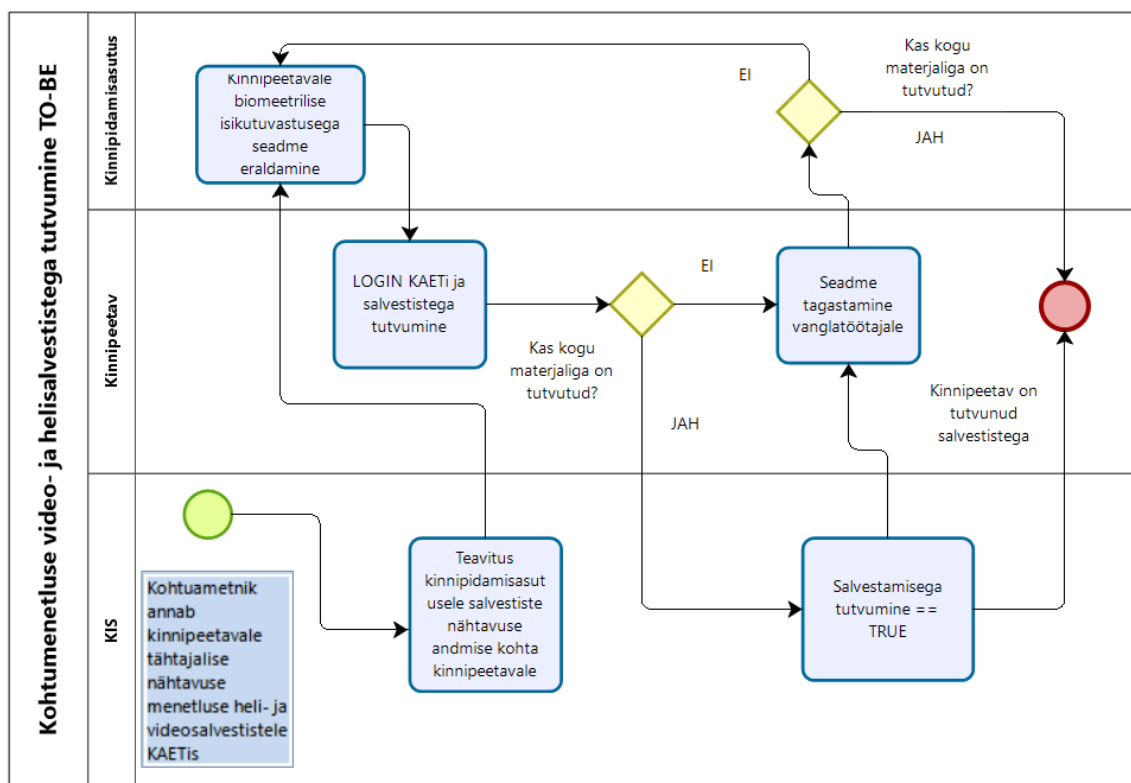 Kohtumenetluse video- ja helisalvestistega tutvumine TO-BE
Kinnipidamisasutus
Kinnipeetavale
biomeetrilise
isikutuvastusega
seadme
eraldamine
EI
Kas kogu
materjaliga on
tutvutud?
JAH
Kinnipeetav
LOGIN KAETi ja
salvestistega
tutvumine
Kas kogu
materjaliga on
tutvutud?
EI
JAH
Seadme
tagastamine
vanglatöötajale
Kinnipeetav on
tutvunud
salvestistega
KIS
Kohtuametnik
annab
kinnipeetavale
tähtajalise
nähtavuse
menetluse heli- ja
videosalvestistele
KAETis
Teavitus
kinnipidamisasut
usele salvestiste
nähtavuse
andmise kohta
kinnipeetavale
Salvestamisega
tutvumine ==
TRUE